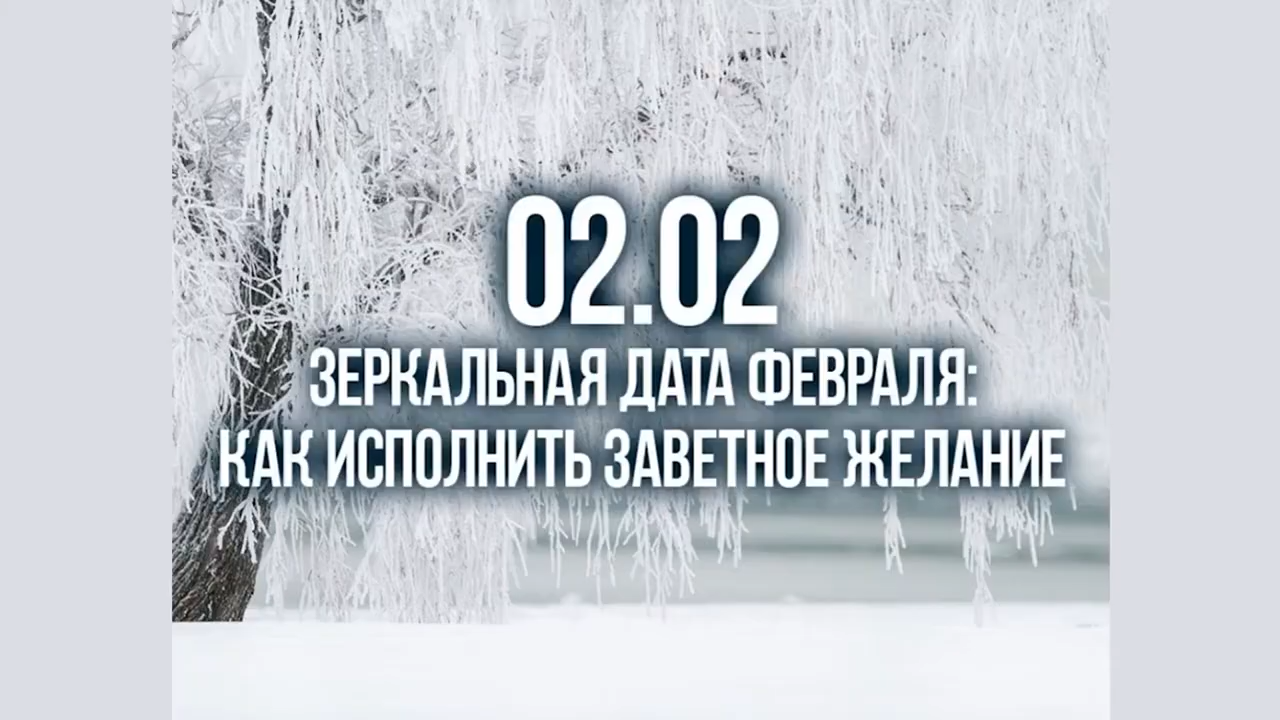 02.02
ЗЕРКАЛЬНАЯ ДАТА ФЕВРАЛЯ:
КАК ИСПОЛНИТЬ ЗАВЕТНОЕ ЖЕЛАНИЕ